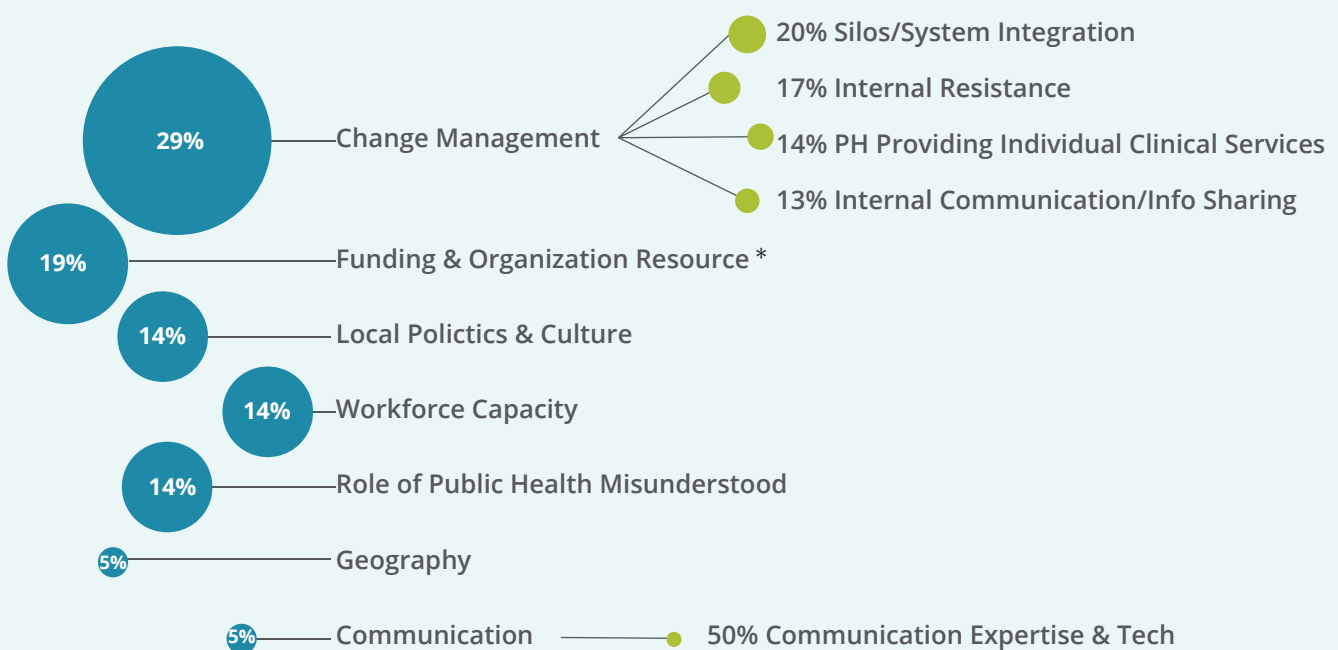 20% Silos/System Integration
17% Internal Resistance
29% Change Management
14% PH Providing Individual Clinical Services
13% Internal Communication/Info Sharing
19% Funding & Organization Resource *
14% Local Polictics & Culture
14% Workforce Capacity
14% Role of Public Health Misunderstood
5% Geography
5% Communication 50% Communication Expertise & Tech